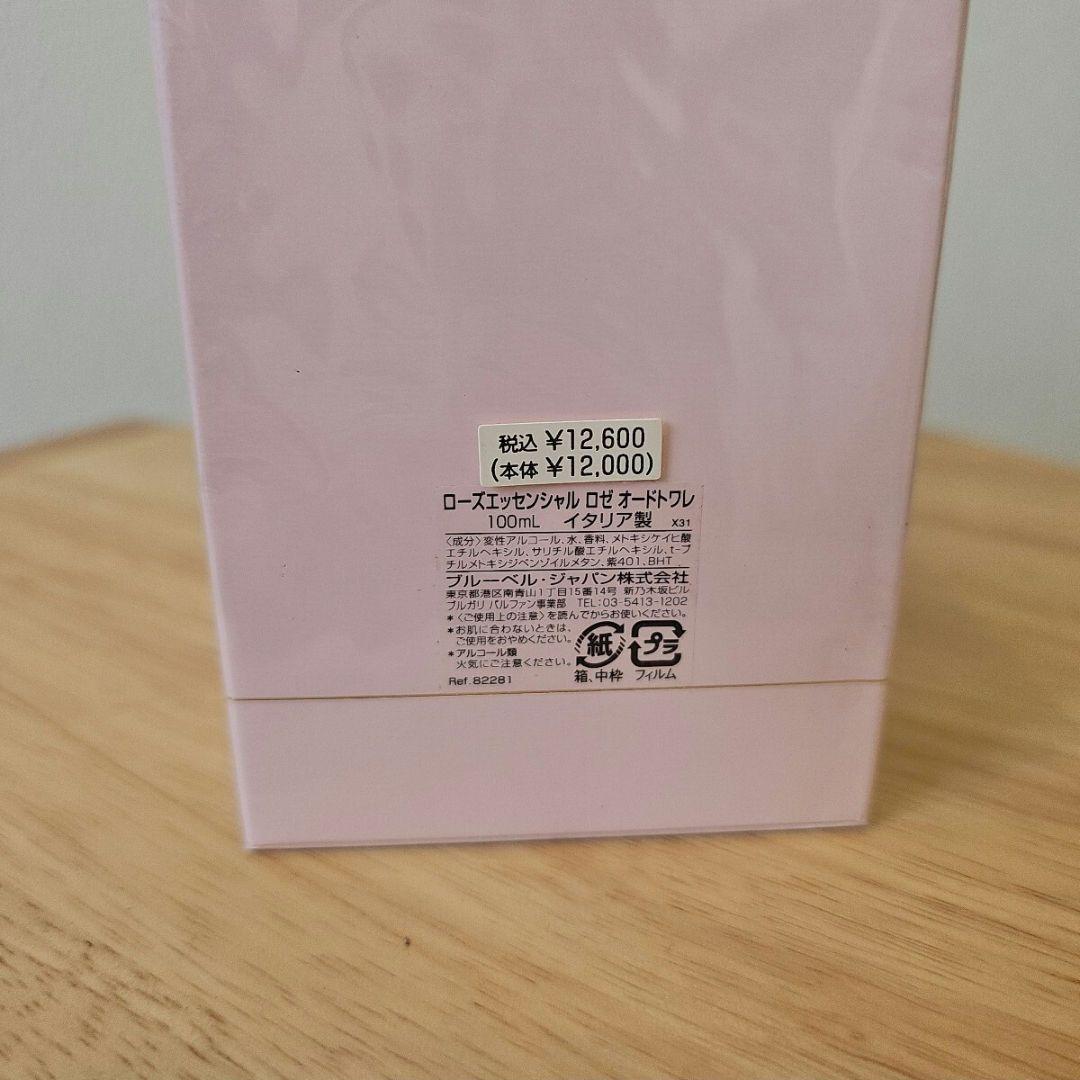 税込 ¥12,600
(本体 ¥12,000)
ローズエッセンシャル ロゼ オードトワレ
100mL イタリア製 X31
〈成分〉変性アルコール、水、香料、メトキシケイヒ酸
エチルヘキシル、サリチル酸エチルヘキシル、t-ブ
チルメトキシジベンゾイルメタン、紫401、BHT
ブルーベル・ジャパン株式会社
東京都港区南青山1丁目15番14号 新乃木坂ビル
ブルガリ パルファン事業部 TEL:03-5413-1202
*〈ご使用上の注意〉を読んでからお使いください。
*お肌に合わないときは、
ご使用をおやめください。
*アルコール類
火気にご注意ください。
紙 プラ
箱、中枠 フィルム
Ref.82281